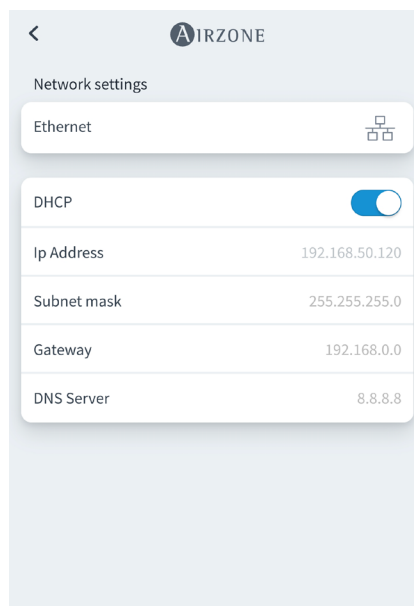 AIRZONE
Network settings
Ethernet
DHCP
Ip Address 192.168.50.120
Subnet mask 255.255.255.0
Gateway 192.168.0.0
DNS Server 8.8.8.8